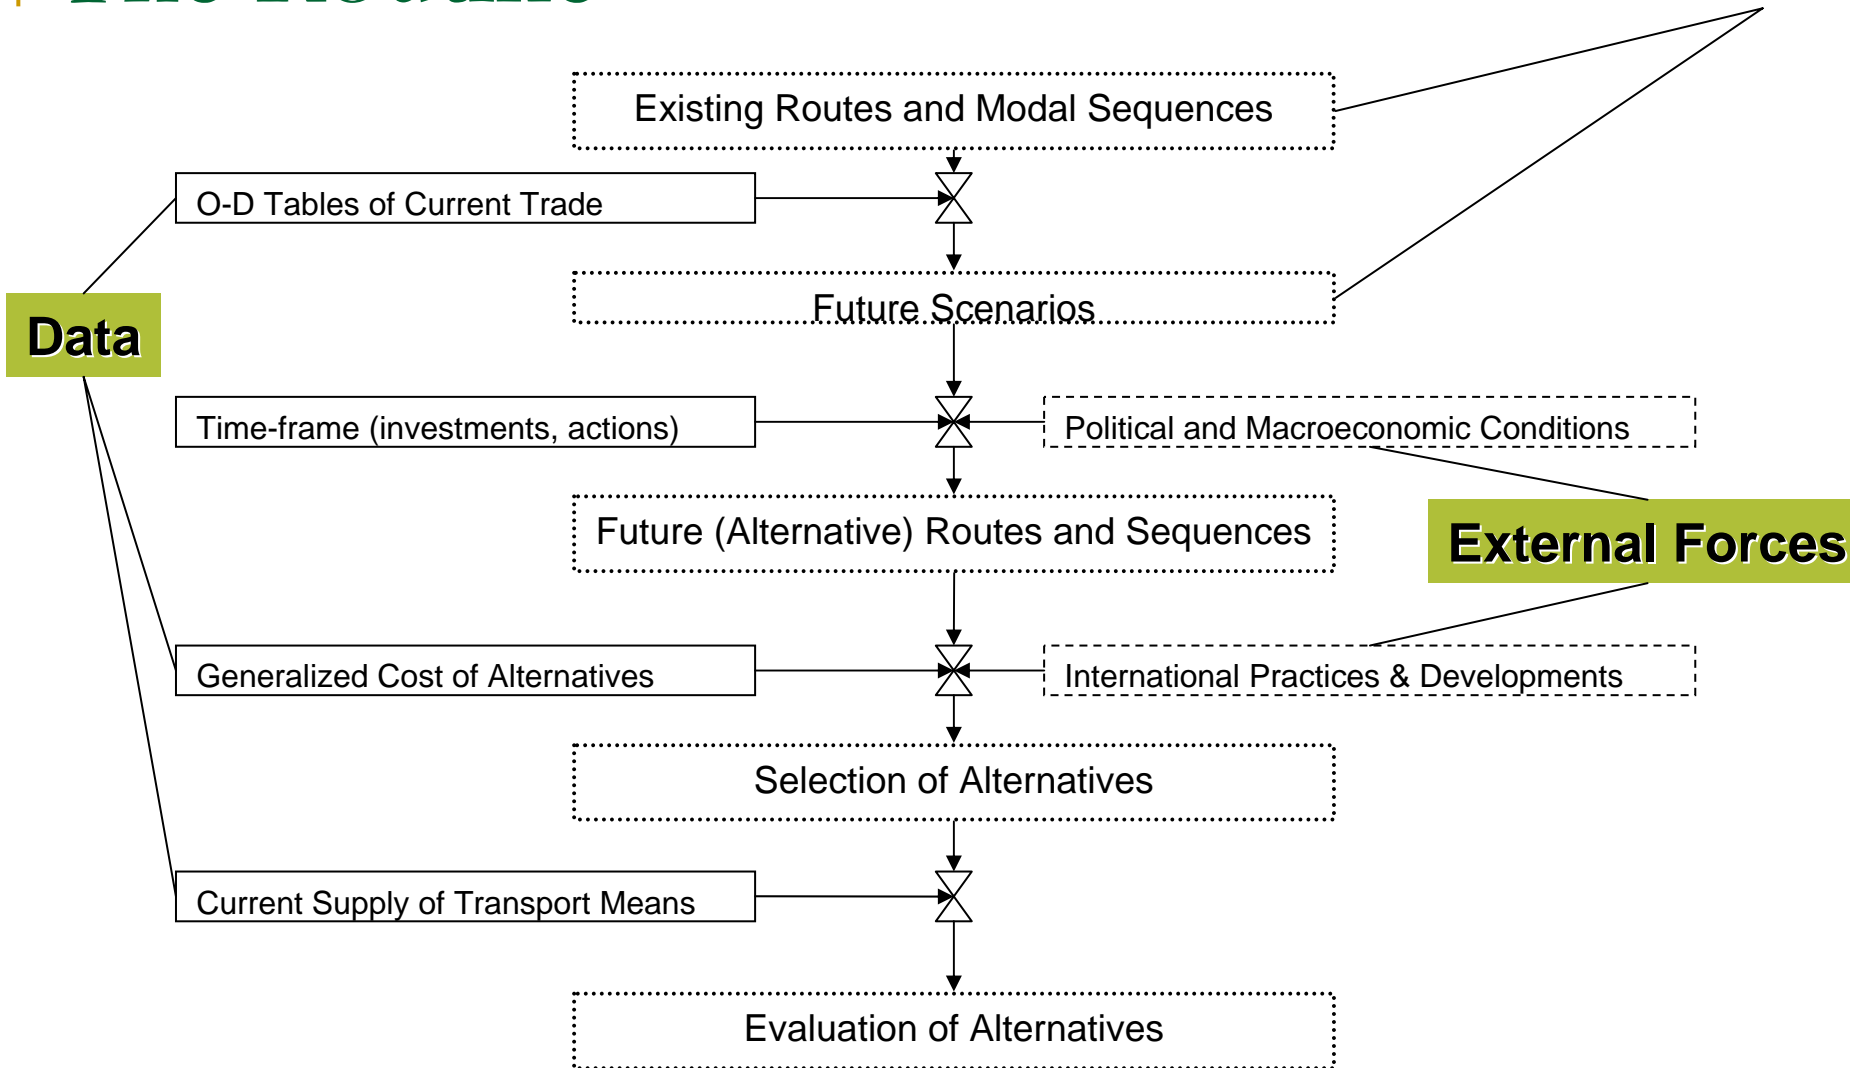 Existing Routes and Modal Sequences
O-D Tables of Current Trade
Future Scenarios
Data
Time-frame (investments, actions)
Political and Macroeconomic Conditions
Future (Alternative) Routes and Sequences
External Forces
Generalized Cost of Alternatives
International Practices & Developments
Selection of Alternatives
Current Supply of Transport Means
Evaluation of Alternatives